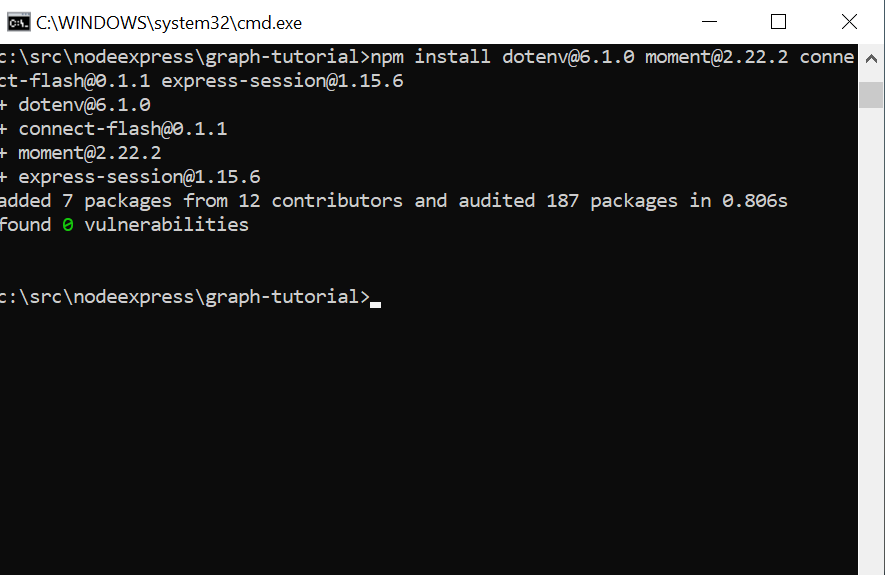 C:\WINDOWS\system32\cmd.exe
c:\src\nodeexpress\graph-tutorial>npm install dotenv@6.1.0 moment@2.22.2 conne
ct-flash@0.1.1 express-session@1.15.6
+ dotenv@6.1.0
+ connect-flash@0.1.1
+ moment@2.22.2
+ express-session@1.15.6
added 7 packages from 12 contributors and audited 187 packages in 0.806s
found 0 vulnerabilities
c:\src\nodeexpress\graph-tutorial>